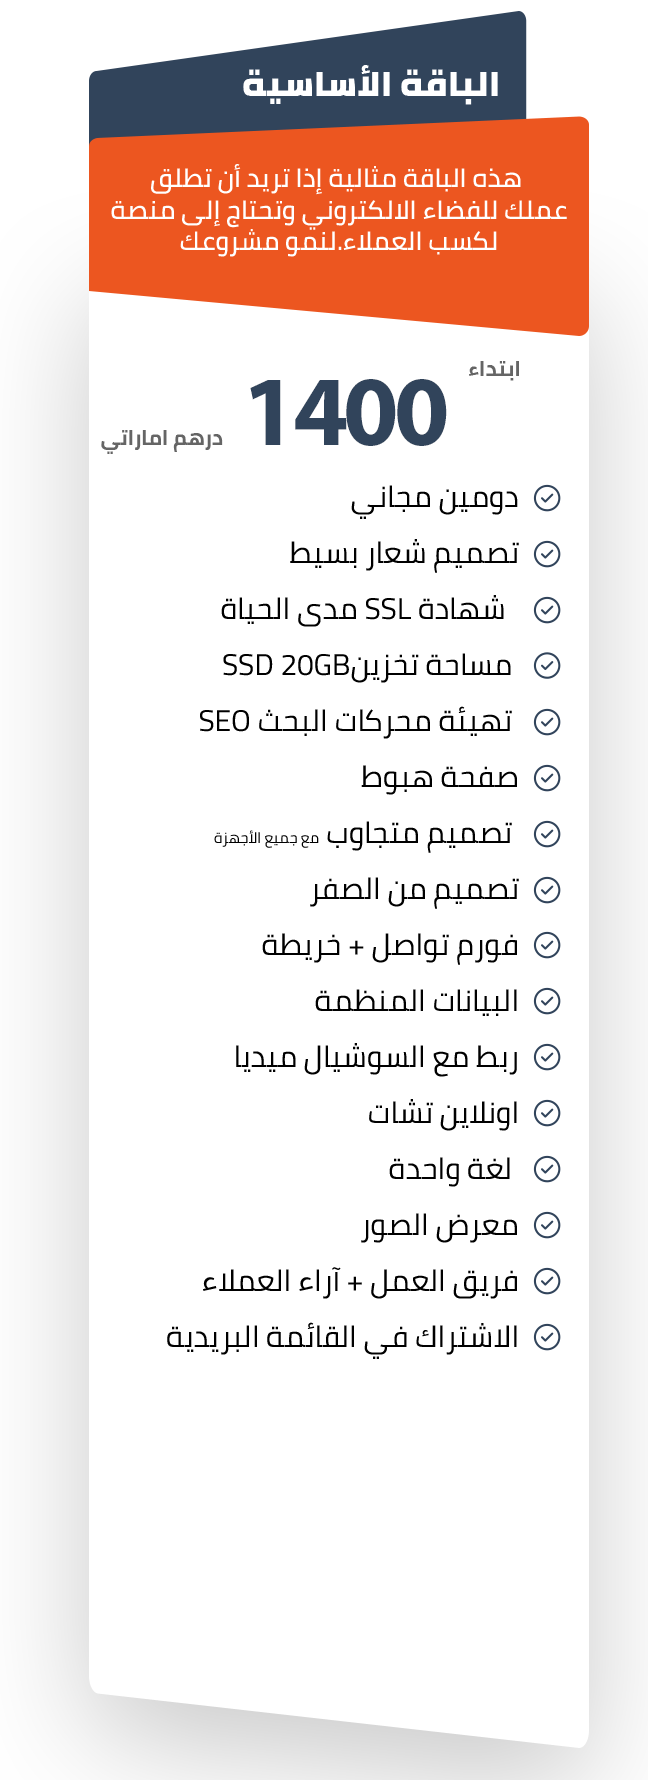 الباقة الأساسية
هذه الباقة مثالية إذا تريد أن تطلق
عملك للفضاء الالكتروني وتحتاج إلى منصة
لكسب العملاء.لنمو مشروعك
ابتداء
1400
درهم اماراتي
دومين مجاني
تصميم شعار بسيط
شهادة SSL مدى الحياة
مساحة تخزينSSD 20GB
تهيئة محركات البحث SEO
صفحة هبوط
تصميم متجاوب مع جميع الأجهزة
تصميم من الصفر
فورم تواصل + خريطة
البيانات المنظمة
ربط مع السوشيال ميديا
اونلاين تشات
لغة واحدة
معرض الصور
فريق العمل + آراء العملاء
الاشتراك في القائمة البريدية